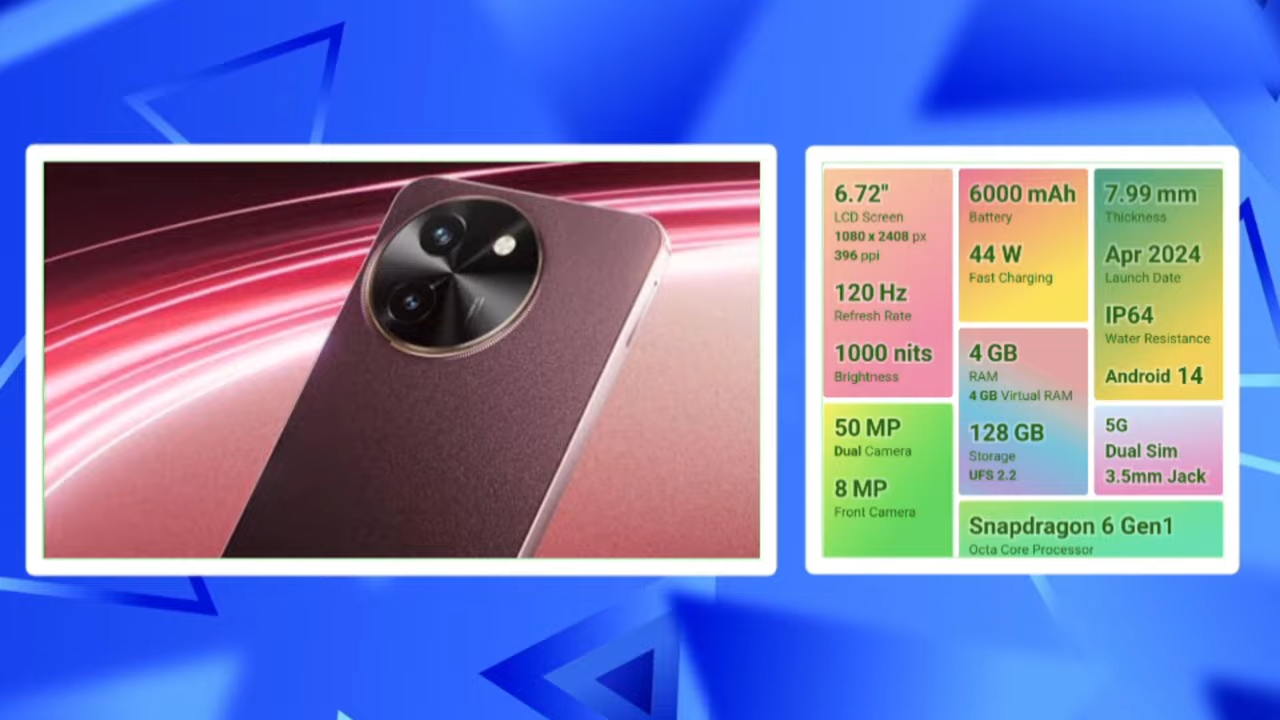 6.72"
LCD Screen
1080 x 2408 px
396 ppi
120 Hz
Refresh Rate
1000 nits
Brightness
50 MP
Dual Camera
8 MP
Front Camera
6000 mAh
Battery
44 W
Fast Charging
4 GB
RAM
4 GB Virtual RAM
128 GB
Storage
UFS 2.2
7.99 mm
Thickness
Apr 2024
Launch Date
IP64
Water Resistance
Android 14
5G
Dual Sim
3.5mm Jack
Snapdragon 6 Gen1
Octa Core Processor